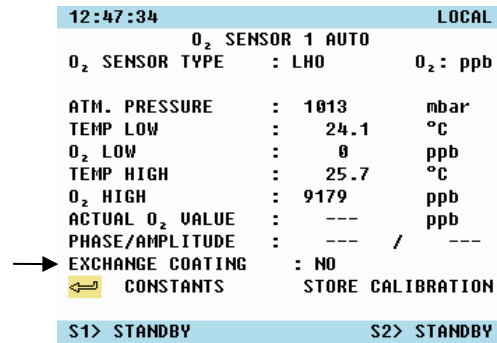 12:47:34 LOCAL
O₂ SENSOR 1 AUTO
O₂ SENSOR TYPE : LHO O₂: ppb
ATM. PRESSURE : 1013 mbar
TEMP LOW : 24.1 °C
O₂ LOW : 0 ppb
TEMP HIGH : 25.7 °C
O₂ HIGH : 9179 ppb
ACTUAL O₂ VALUE : --- ppb
PHASE/AMPLITUDE : --- / ---
EXCHANGE COATING : NO
CONSTANTS STORE CALIBRATION
S1> STANDBY S2> STANDBY